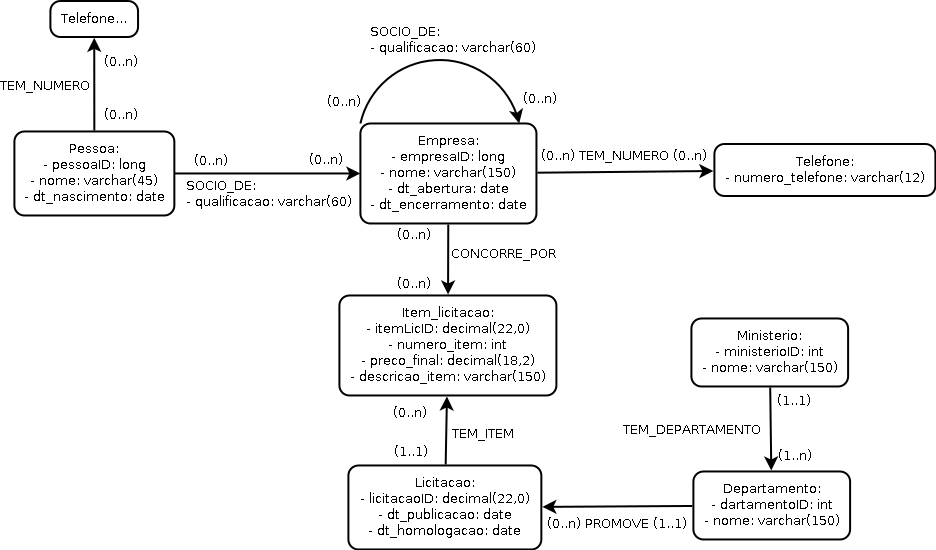 Telefone...
(0..n)
TEM_NUMERO
(0..n)
Pessoa:
- pessoaID: long
- nome: varchar(45)
- dt_nascimento: date
(0..n)
(0..n)
SOCIO_DE:
- qualificacao: varchar(60)
SOCIO_DE:
- qualificacao: varchar(60)
(0..n)
(0..n)
Empresa:
- empresaID: long
- nome: varchar(150)
- dt_abertura: date
- dt_encerramento: date
(0..n) TEM_NUMERO (0..n)
Telefone:
- numero_telefone: varchar(12)
(0..n)
CONCORRE_POR
(0..n)
Item_licitacao:
- itemLicID: decimal(22,0)
- numero_item: int
- preco_final: decimal(18,2)
- descricao_item: varchar(150)
(0..n)
TEM_ITEM
(1..1)
Licitacao:
- licitacaoID: decimal(22,0)
- dt_publicacao: date
- dt_homologacao: date
Ministerio:
- ministerioID: int
- nome: varchar(150)
(1..1)
TEM_DEPARTAMENTO
(1..n)
Departamento:
- dartamentoID: int
- nome: varchar(150)
(0..n) PROMOVE (1..1)